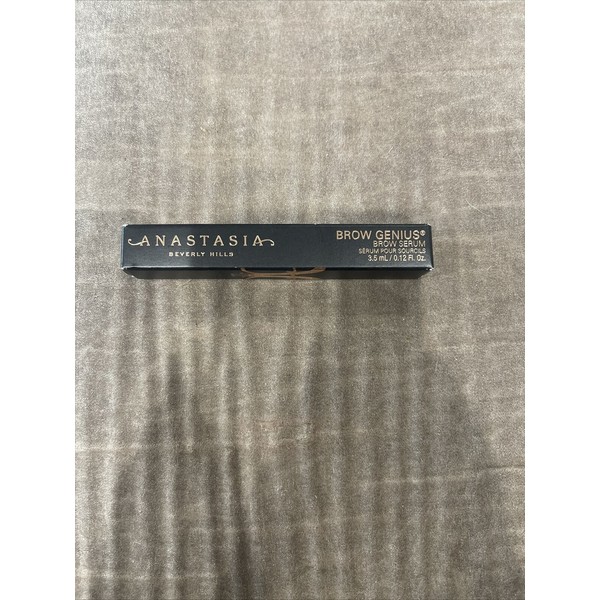 ANASTASIA
BEVERLY HILLS
BROW GENIUS®
BROW SERUM
SÉRUM POUR SOURCILS
3.5 mL / 0.12 Fl. Oz.